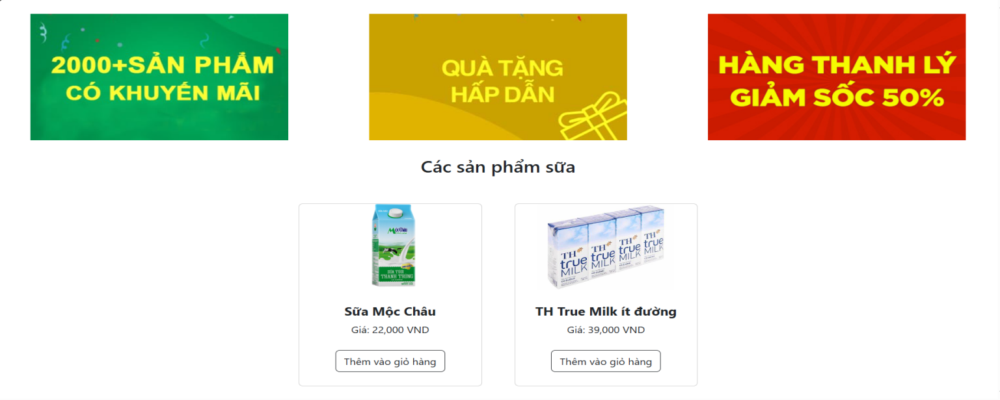 2000+SẢN PHẨM
CÓ KHUYẾN MÃI
QUÀ TẶNG
HẤP DẪN
HÀNG THANH LÝ
GIẢM SỐC 50%
Các sản phẩm sữa
Mộc Châu
SỮA TƯƠI
THANH TRÙNG
TH
true
MILK
TH
true
MILK
TH
true
MILK
TH
true
MILK
Sữa Mộc Châu
Giá: 22,000 VND
Thêm vào giỏ hàng
TH True Milk ít đường
Giá: 39,000 VND
Thêm vào giỏ hàng